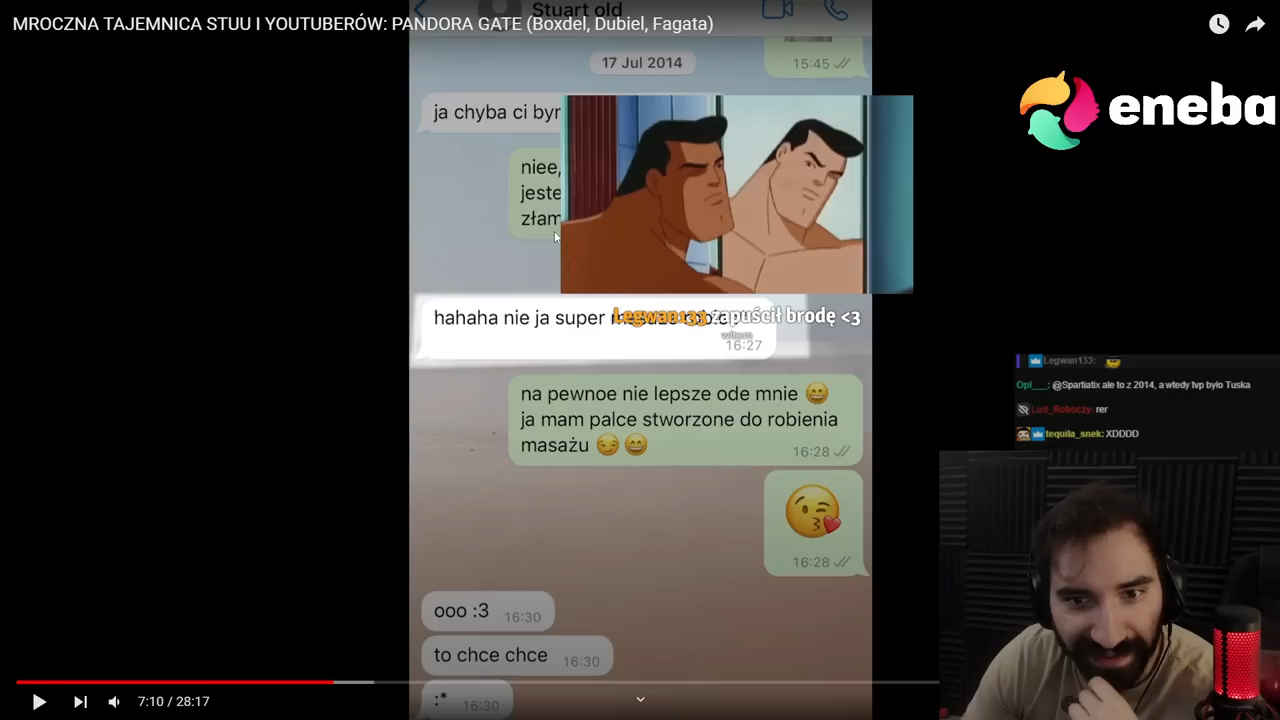 MROCZNA TAJEMNICA STUU I YOUTUBERÓW: PANDORA GATE (Boxdel, Dubiel, Fagata)
Stuart old
17 Jul 2014
15:45
eneba
ja chyba ci
niee,
hahaha nie ja super
Legwan133 zapuścił brodę <3
witam
16:27
Legwan133:
Opl___: @Spartiatix ale to z 2014, a wtedy tvp było Tuska
Lud_Roboczy: rer
tequila_snek: XDDDD
na pewnoe nie lepsze ode mnie 😄
ja mam palce stworzone do robienia
masażu 😏 😄
16:28
😘
16:28
ooo :3 16:30
to chce chce 16:30
:* 16:30
7:10 / 28:17